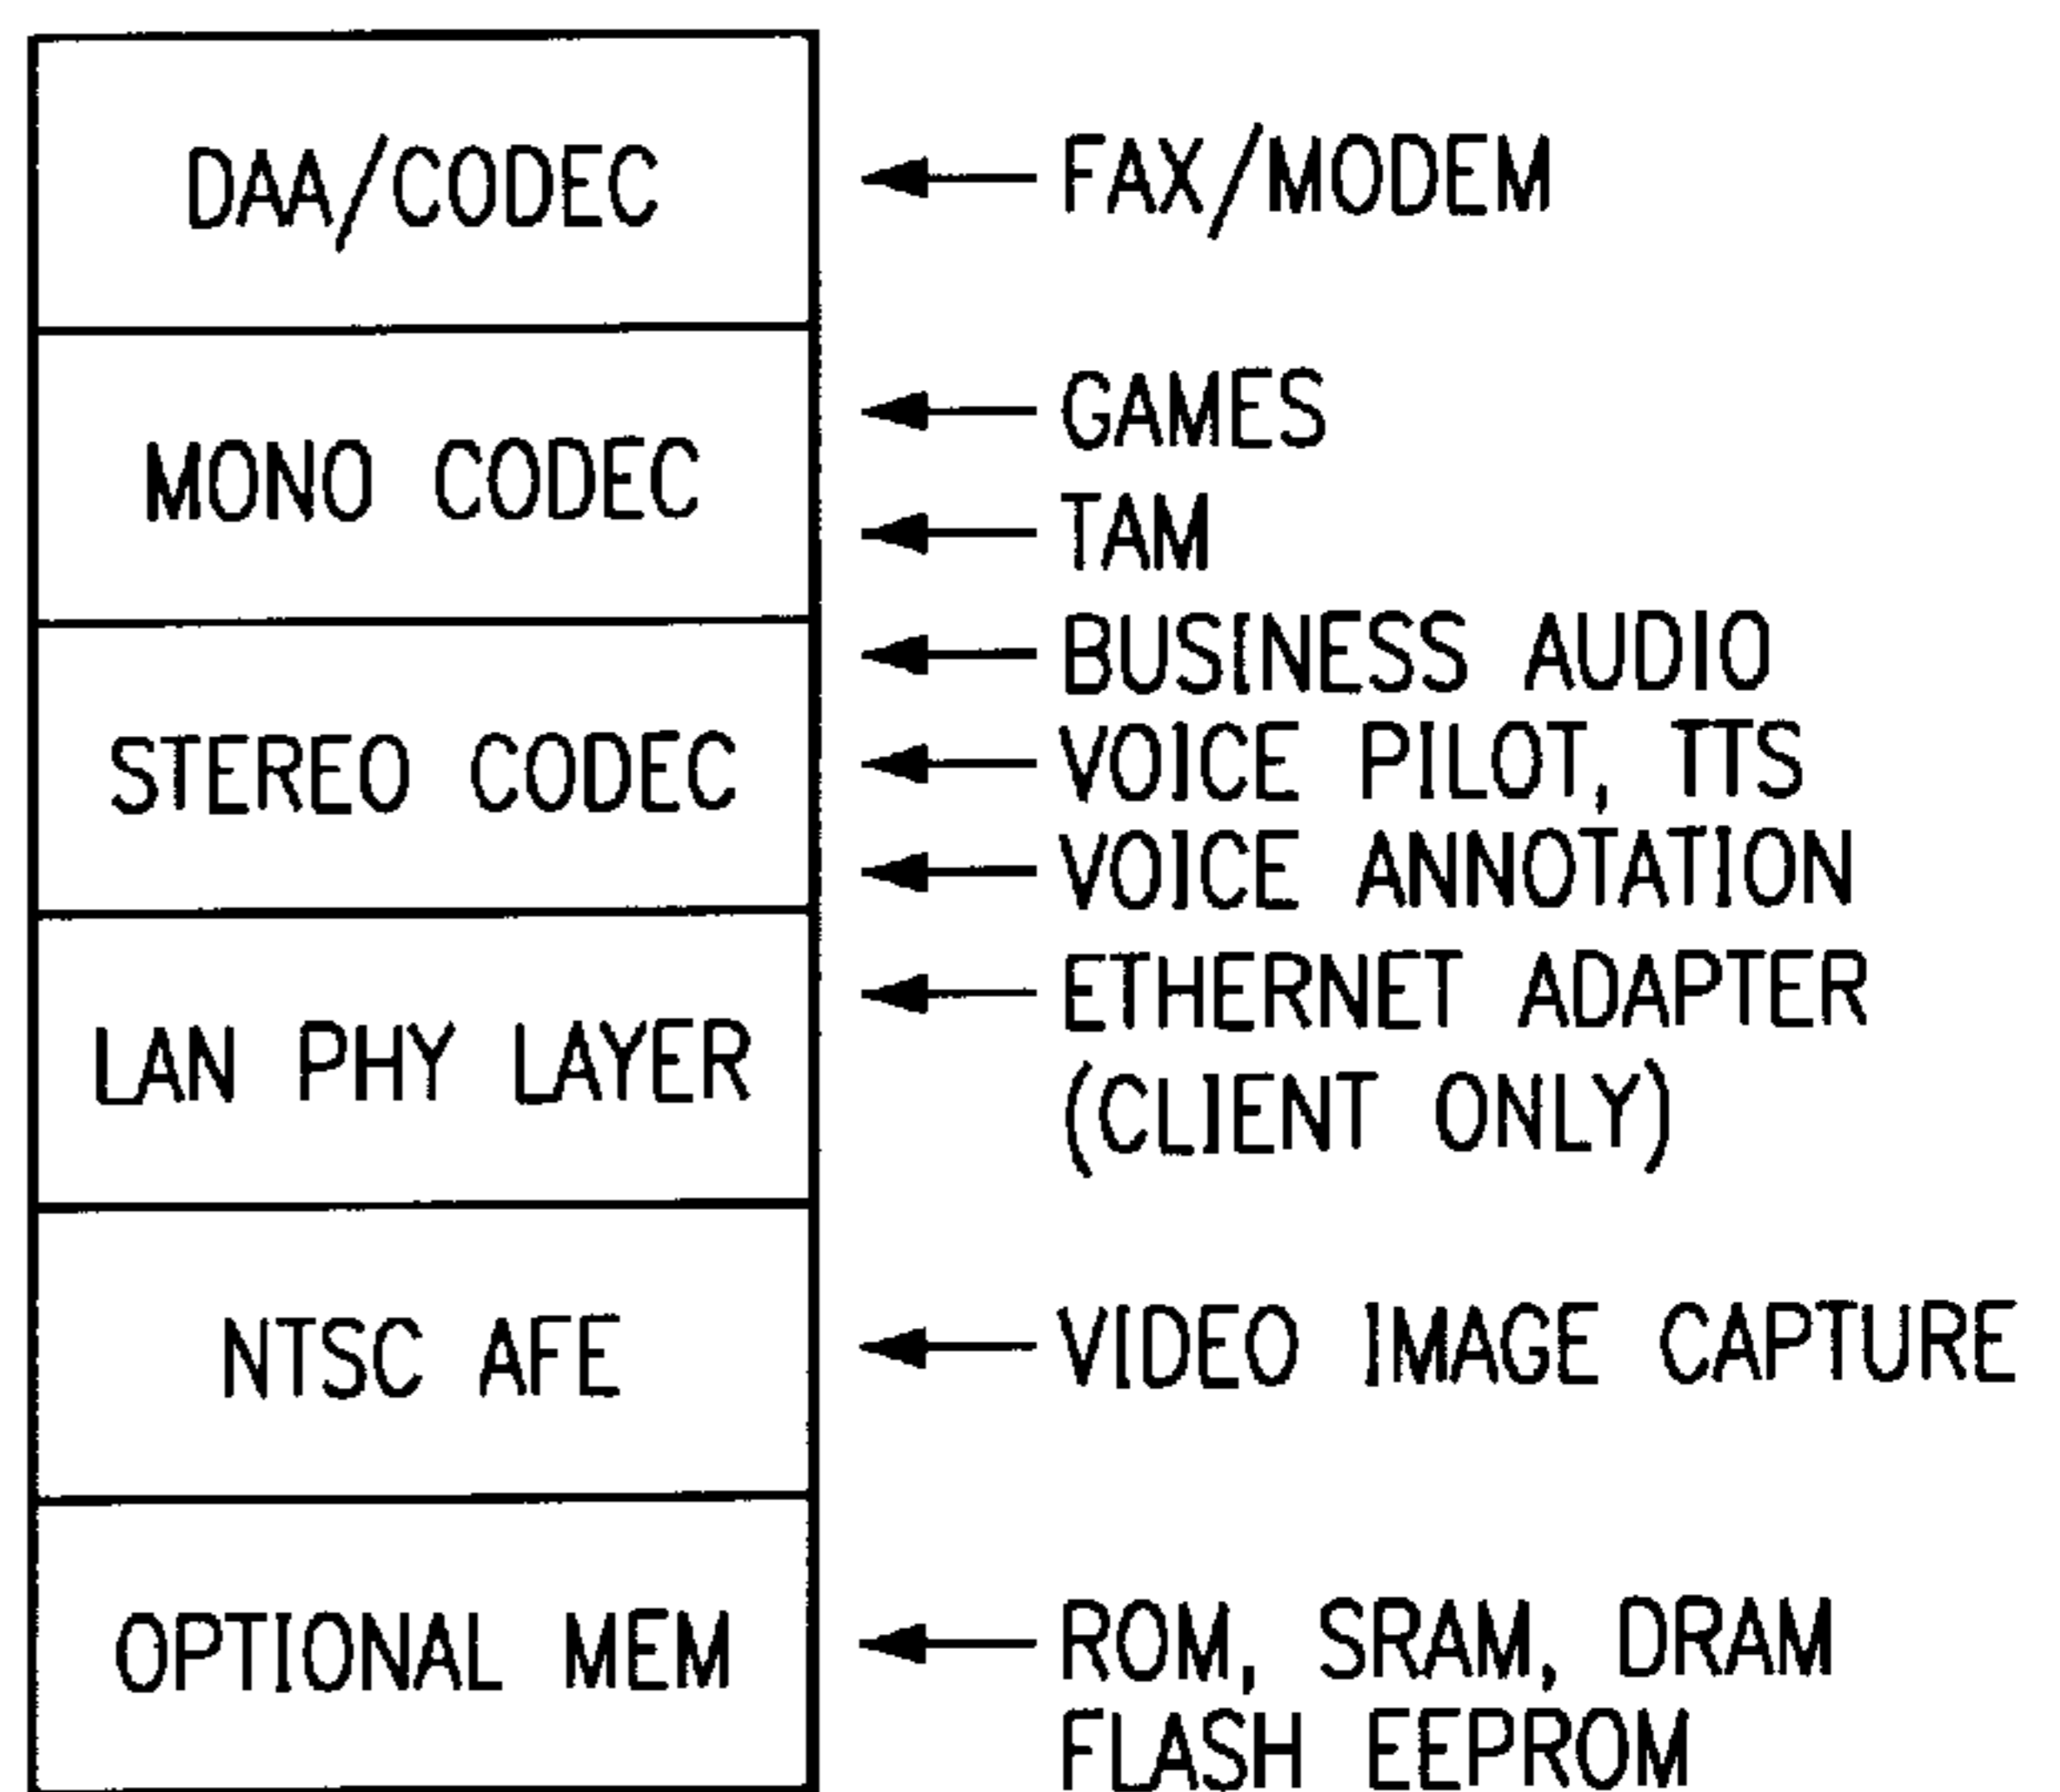 DAA/CODEC
FAX/MODEM
MONO CODEC
GAMES
TAM
STEREO CODEC
BUSINESS AUDIO
VOICE PILOT, TTS
VOICE ANNOTATION
LAN PHY LAYER
ETHERNET ADAPTER
(CLIENT ONLY)
NTSC AFE
VIDEO IMAGE CAPTURE
OPTIONAL MEM
ROM, SRAM, DRAM
FLASH EEPROM